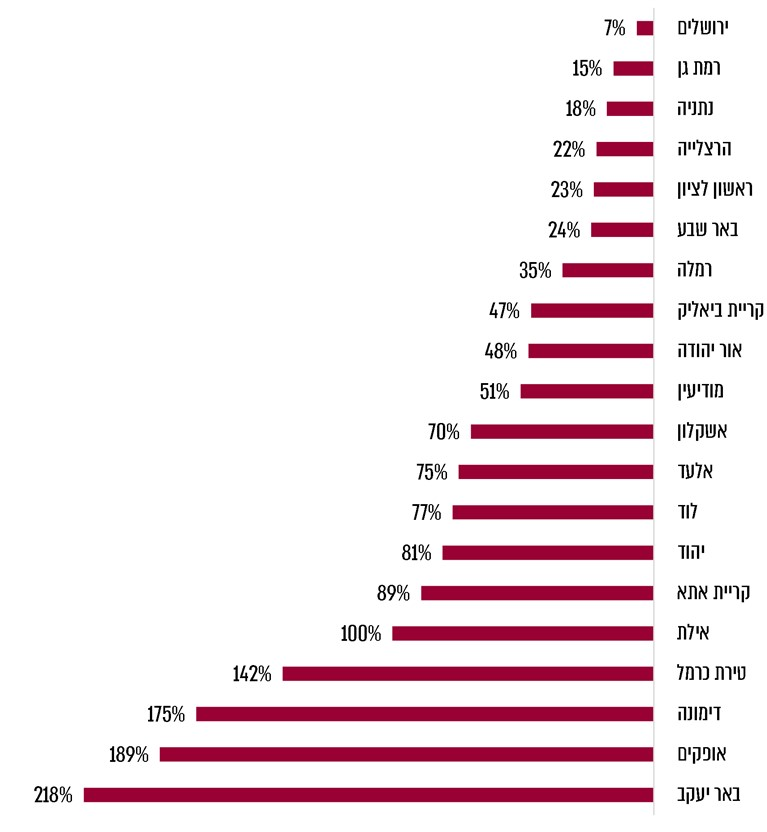 ירושלים 7%
רמת גן 15%
נתניה 18%
הרצלייה 22%
ראשון לציון 23%
באר שבע 24%
רמלה 35%
קריית ביאליק 47%
אור יהודה 48%
מודיעין 51%
אשקלון 70%
אלעד 75%
לוד 77%
יהוד 81%
קריית אתא 89%
אילת 100%
טירת כרמל 142%
דימונה 175%
אופקים 189%
באר יעקב 218%